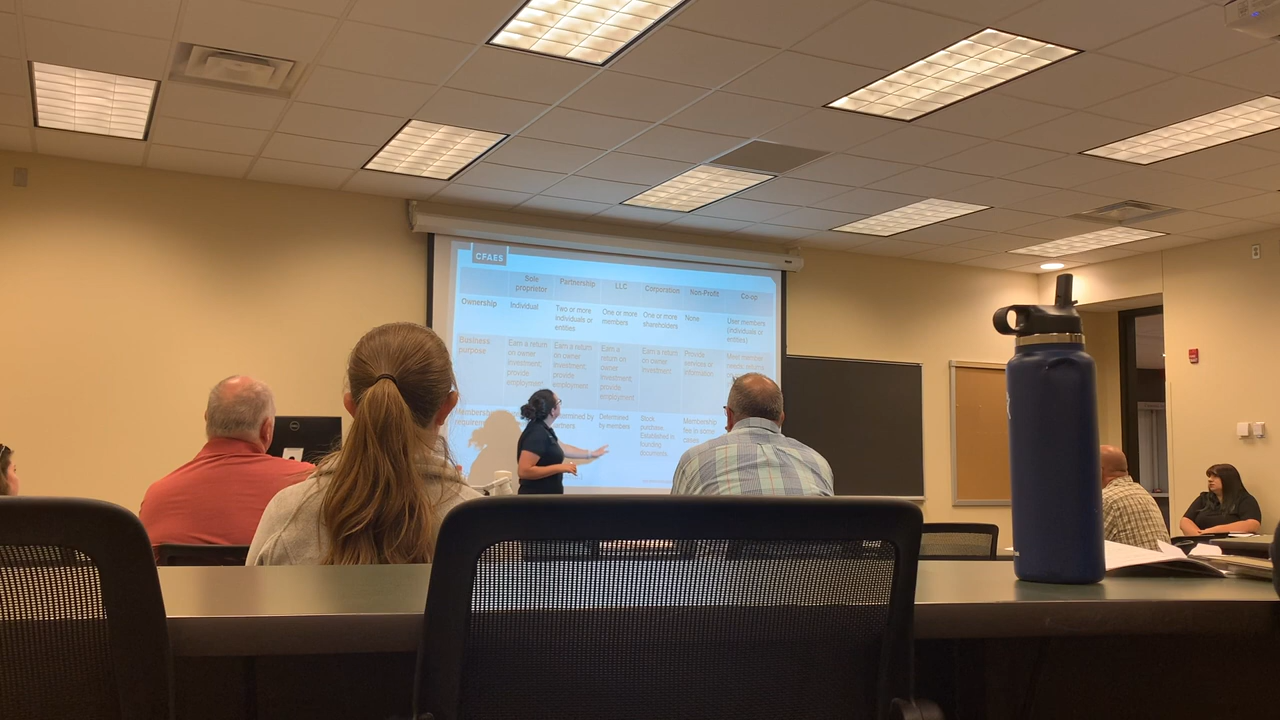 CFAES
Sole
proprietor
Partnership
LLC
Corporation
Non-Profit
Co-op
Ownership
Individual
Two or more
individuals or
entities
One or more
members
One or more
shareholders
None
User members
(individuals or
entities)
Business
purpose
Earn a return
on owner
investment;
provide
employment
Earn a return
on owner
investment;
provide
employment
Earn a
return on
owner
investment;
provide
employment
Earn a return
on owner
investment
Provide
services or
information
Meet member
Determined
by members
Stock
purchase.
Established in
founding
documents
Membership
fee in some
DELL